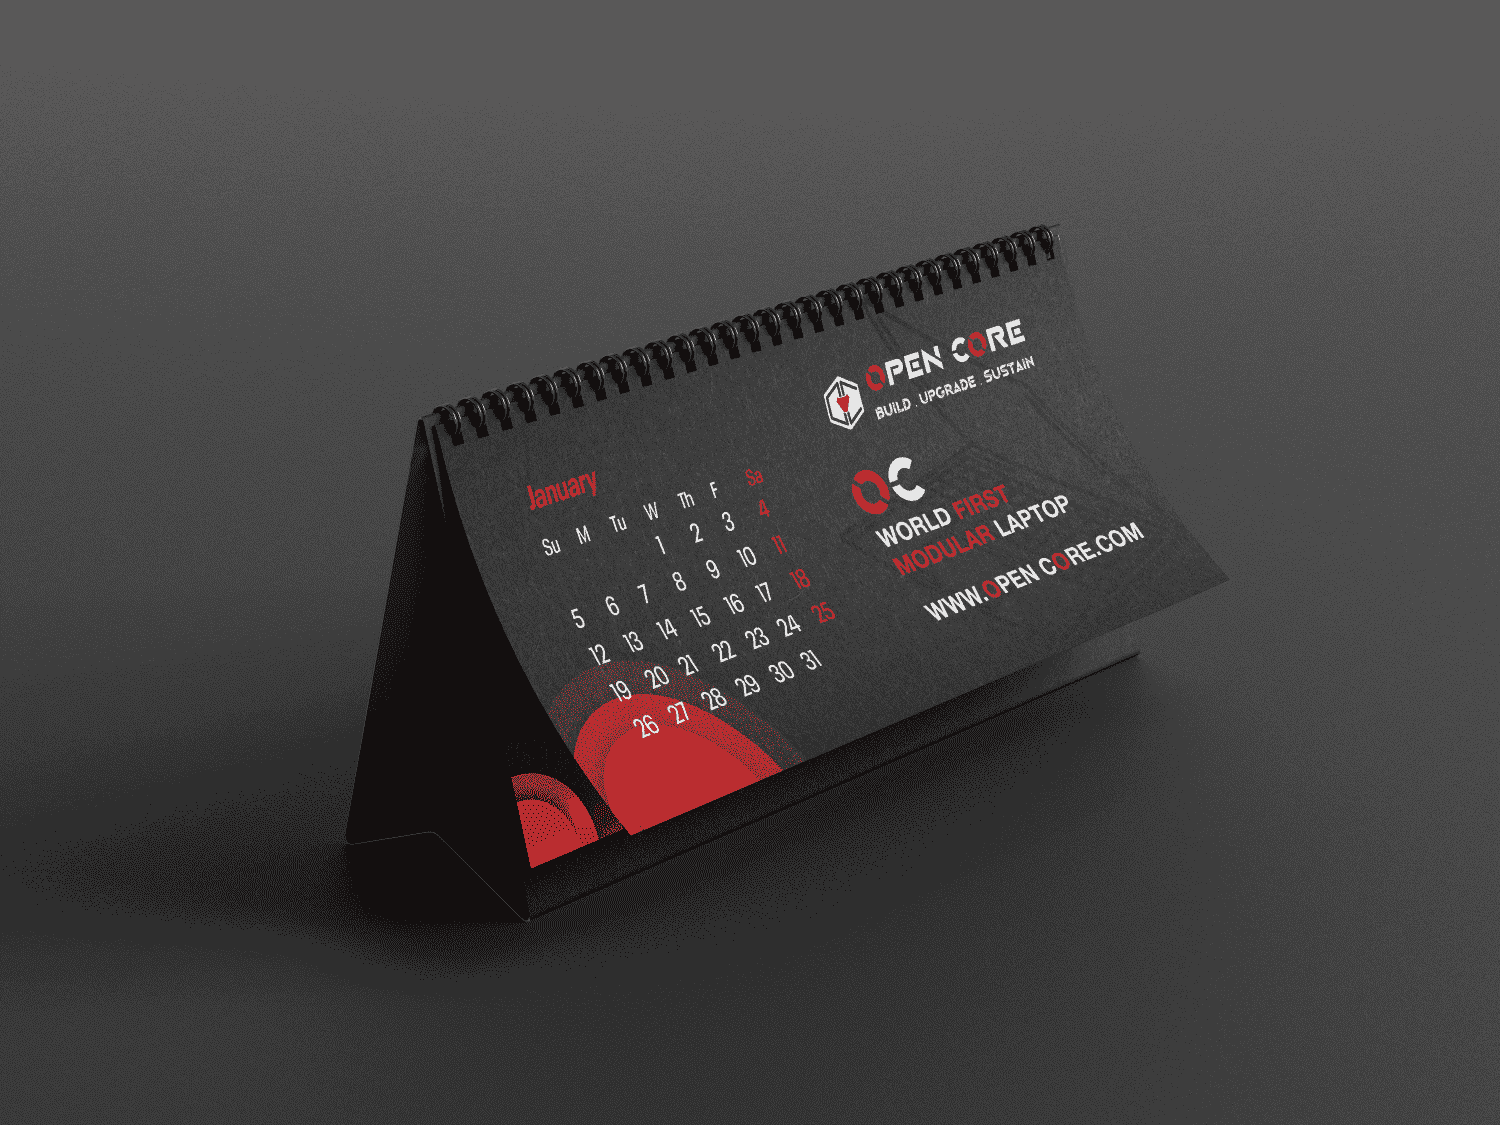 January
Su M Tu W Th F Sa
1 2 3 4
5 6 7 8 9 10 11
12 13 14 15 16 17 18
19 20 21 22 23 24 25
26 27 28 29 30 31
OPEN CORE
BUILD . UPGRADE . SUSTAIN
OC
WORLD FIRST
MODULAR LAPTOP
WWW.OPEN CORE.COM